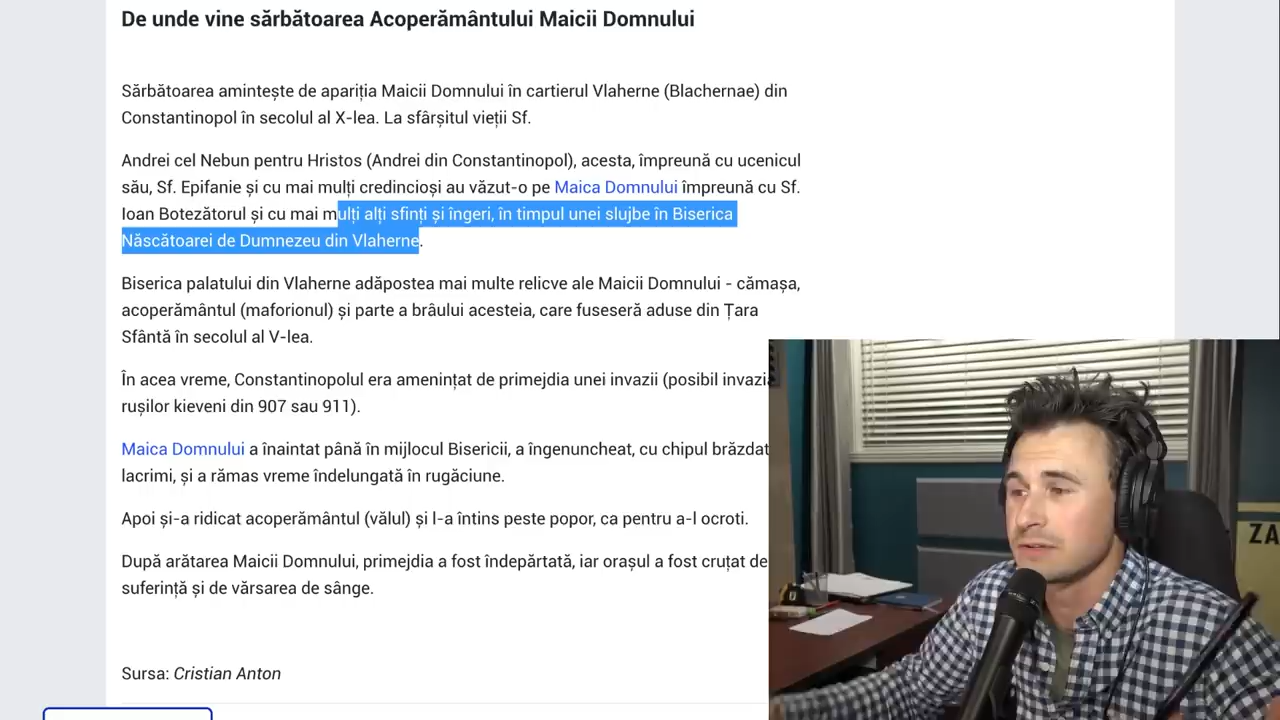 De unde vine sărbătoarea Acoperământului Maicii Domnului
Sărbătoarea amintește de apariția Maicii Domnului în cartierul Vlaherne (Blachernae) din
Constantinopol în secolul al X-lea. La sfârșitul vieții Sf.
Andrei cel Nebun pentru Hristos (Andrei din Constantinopol), acesta, împreună cu ucenicul
său, Sf. Epifanie și cu mai mulți credincioși au văzut-o pe Maica Domnului împreună cu Sf.
Ioan Botezătorul și cu mai mulți alți sfinți și îngeri, în timpul unei slujbe în Biserica
Născătoarei de Dumnezeu din Vlaherne.
Biserica palatului din Vlaherne adăpostea mai multe relicve ale Maicii Domnului - cămașa,
acoperământul (maforionul) și parte a brâului acesteia, care fuseseră aduse din Țara
Sfântă în secolul al V-lea.
În acea vreme, Constantinopolul era amenințat de primejdia unei invazii (posibil invazia
rușilor kieveni din 907 sau 911).
Maica Domnului a înaintat până în mijlocul Bisericii, a îngenuncheat, cu chipul brăzdat
lacrimi, și a rămas vreme îndelungată în rugăciune.
Apoi și-a ridicat acoperământul (vălul) și l-a întins peste popor, ca pentru a-l ocroti.
După arătarea Maicii Domnului, primejdia a fost îndepărtată, iar orașul a fost cruțat de
suferință și de vărsarea de sânge.
Sursa: Cristian Anton
ZA